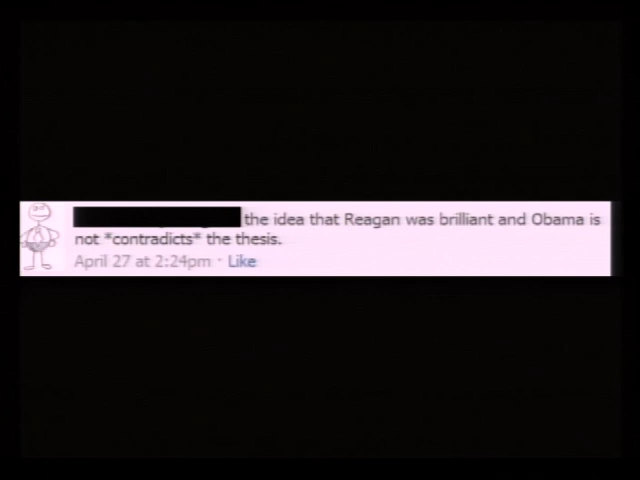 the idea that Reagan was brilliant and Obama is
not *contradicts* the thesis.
April 27 at 2:24pm · Like